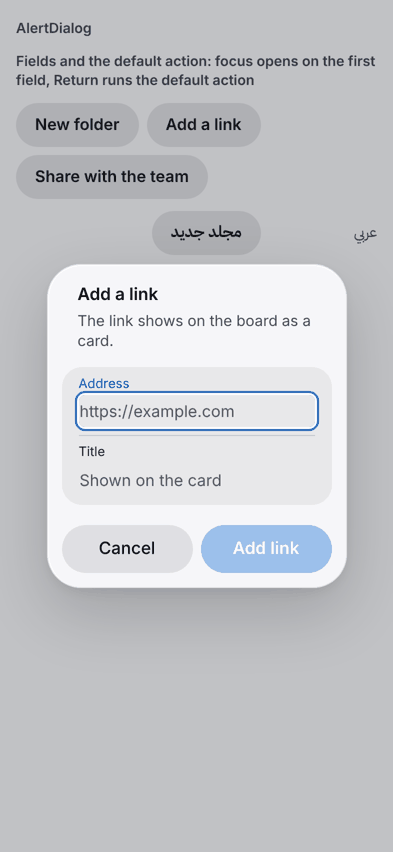 AlertDialog
Fields and the default action: focus opens on the first
field, Return runs the default action
New folder
Add a link
Share with the team
مجلد جديد
عربي
Add a link
The link shows on the board as a
card.
Address
https://example.com
Title
Shown on the card
Cancel
Add link